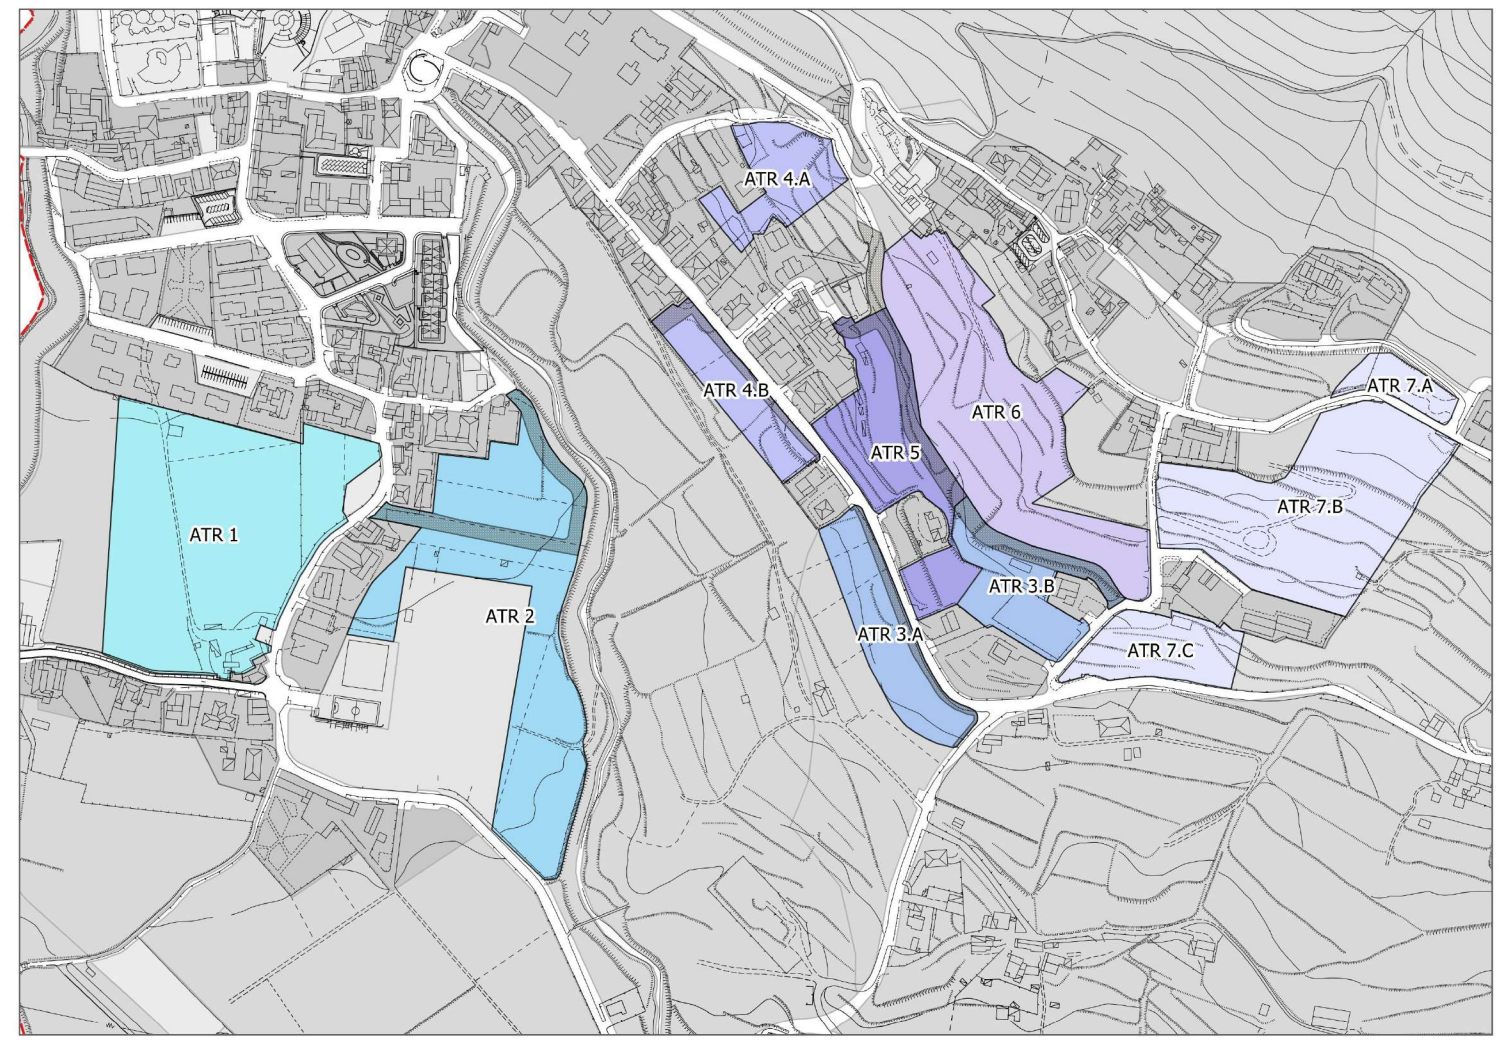 ATR 4.A
ATR 4.B
ATR 7.A
ATR 6
ATR 5
ATR 7.B
ATR 1
ATR 3.B
ATR 2
ATR 3.A
ATR 7.C